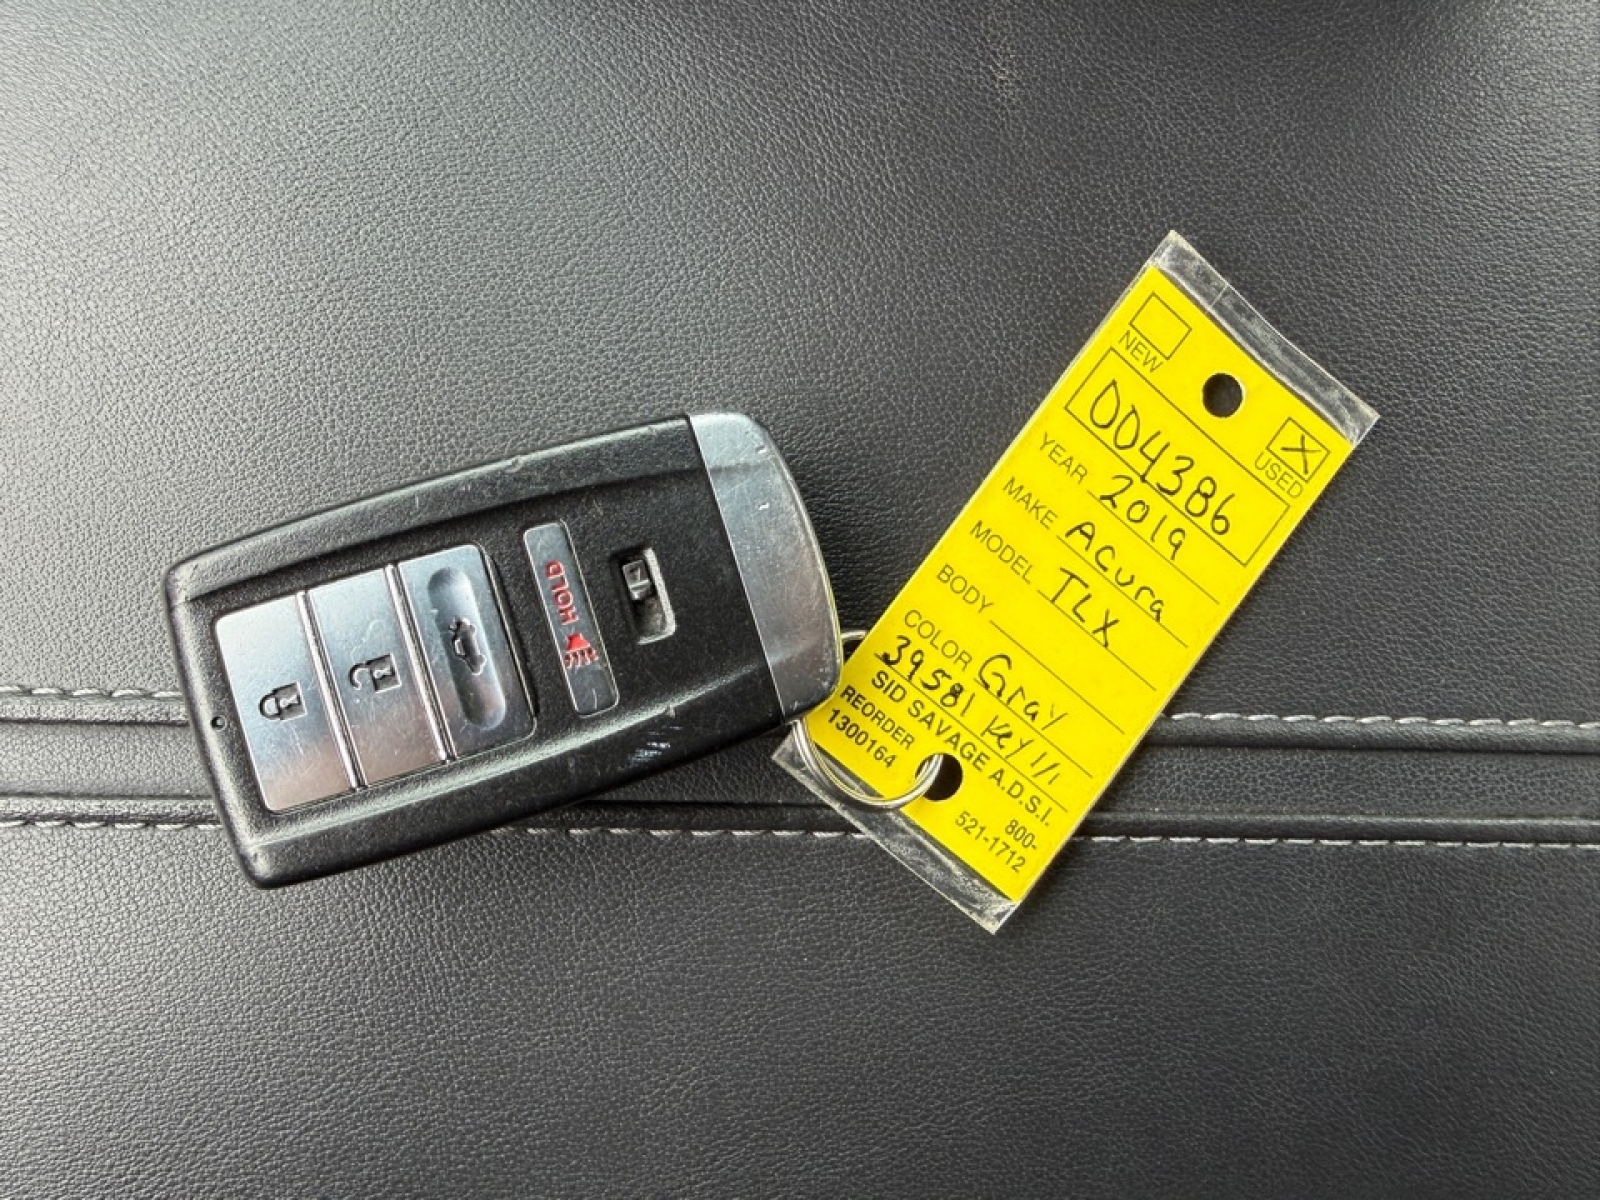 NEW
USED X
004386
YEAR 2019
MAKE Acura
MODEL TLX
BODY
COLOR Gray
39581 Key 1/1
SID SAVAGE A.D.S.I.
REORDER 800-
1300164 521-1712
HOLD